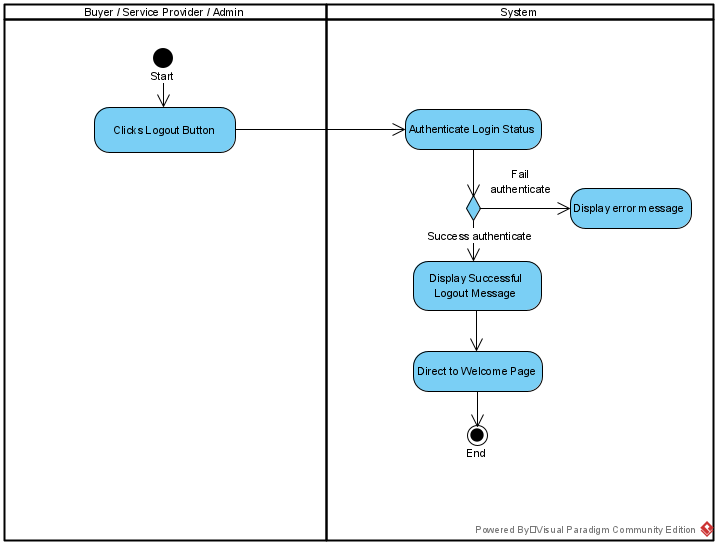 Buyer / Service Provider / Admin
System
Start
Clicks Logout Button
Authenticate Login Status
Fail
authenticate
Display error message
Success authenticate
Display Successful
Logout Message
Direct to Welcome Page
End
Powered By Visual Paradigm Community Edition